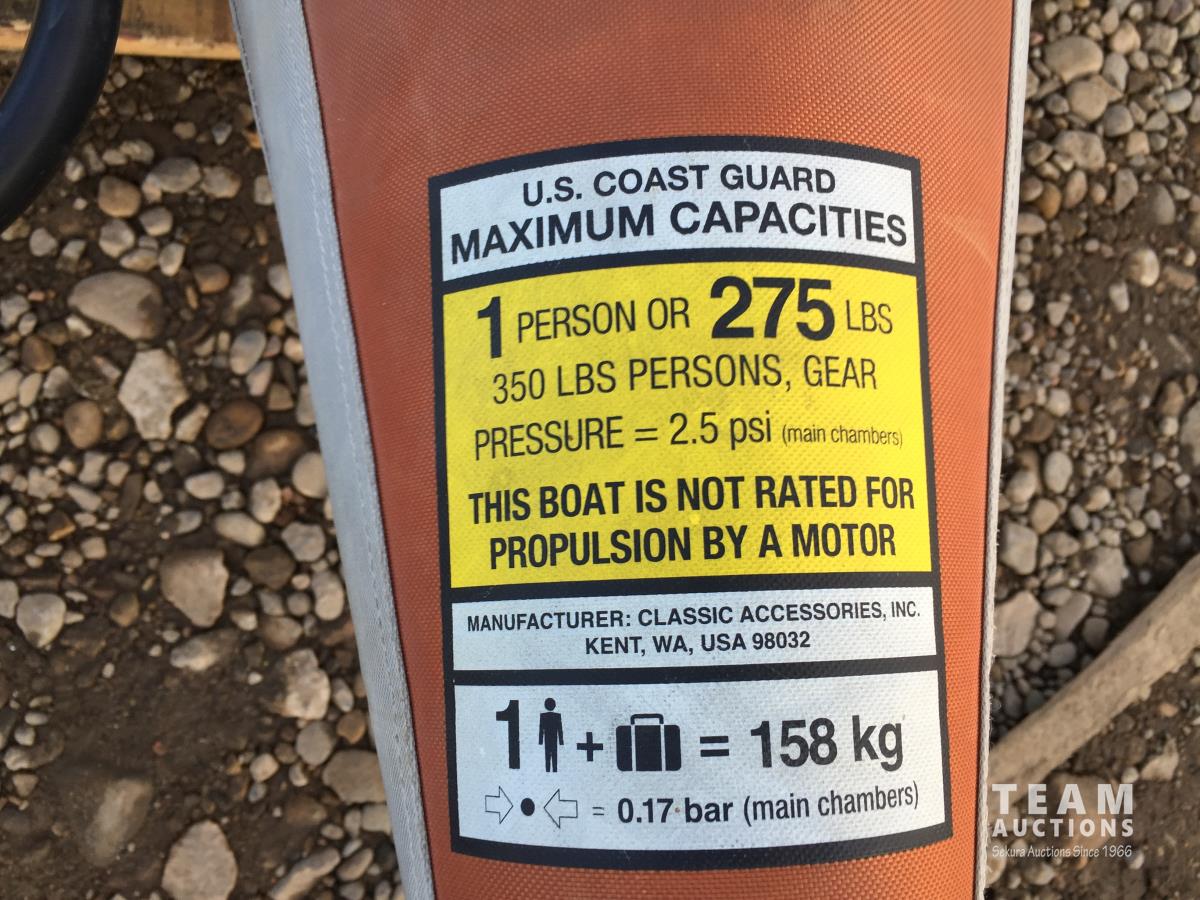 U.S. COAST GUARD
MAXIMUM CAPACITIES
1 PERSON OR 275 LBS
350 LBS PERSONS, GEAR
PRESSURE = 2.5 psi (main chambers)
THIS BOAT IS NOT RATED FOR
PROPULSION BY A MOTOR
MANUFACTURER: CLASSIC ACCESSORIES, INC.
KENT, WA, USA 98032
1 + = 158 kg
= 0.17 bar (main chambers)
TEAM
AUCTIONS
Sekura Auctions Since 1966